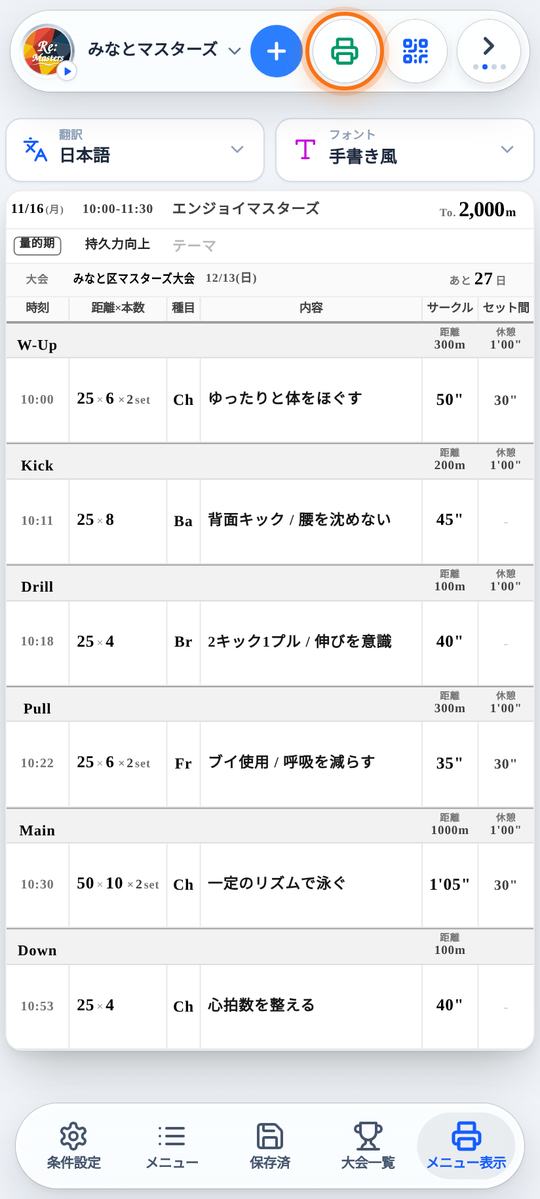 Re:
Masters
みなとマスターズ
翻訳
日本語
フォント
手書き風
11/16(月) 10:00-11:30 エンジョイマスターズ To. 2,000m
量的期 持久力向上 テーマ
大会 みなと区マスターズ大会 12/13(日) あと 27 日
時刻 距離×本数 種目 内容 サークル セット間
W-Up 距離 300m 休憩 1'00"
10:00 25 × 6 × 2 set Ch ゆったりと体をほぐす 50" 30"
Kick 距離 200m 休憩 1'00"
10:11 25 × 8 Ba 背面キック / 腰を沈めない 45" -
Drill 距離 100m 休憩 1'00"
10:18 25 × 4 Br 2キック1プル / 伸びを意識 40" -
Pull 距離 300m 休憩 1'00"
10:22 25 × 6 × 2 set Fr ブイ使用 / 呼吸を減らす 35" 30"
Main 距離 1000m 休憩 1'00"
10:30 50 × 10 × 2 set Ch 一定のリズムで泳ぐ 1'05" 30"
Down 距離 100m
10:53 25 × 4 Ch 心拍数を整える 40" -
条件設定 メニュー 保存済 大会一覧 メニュー表示